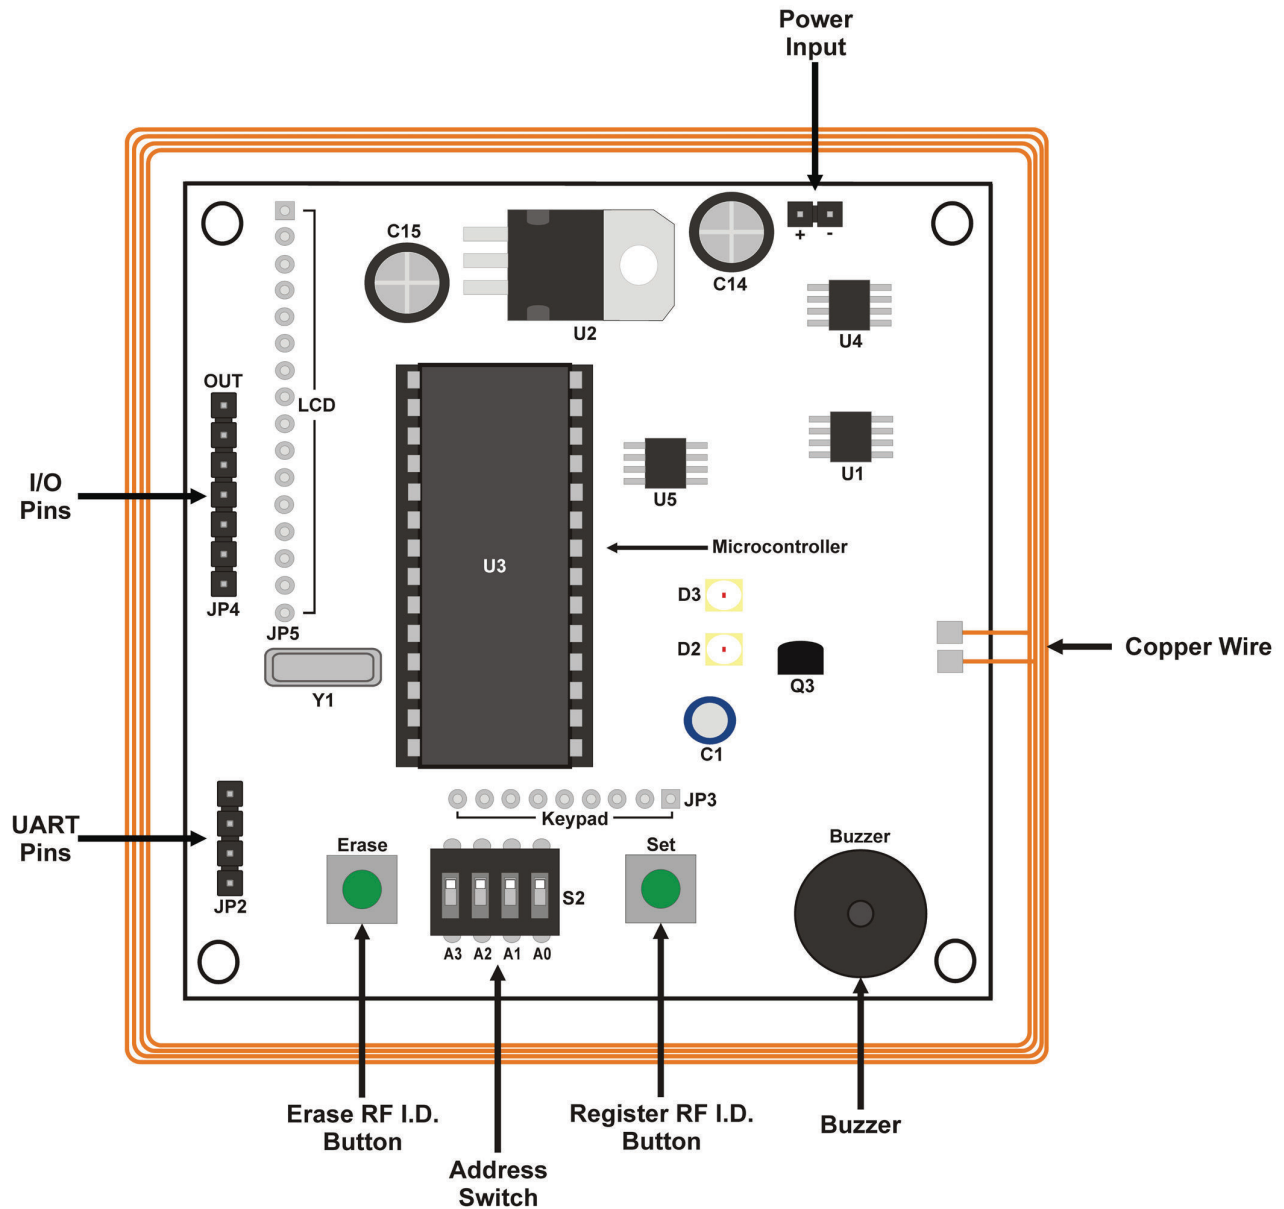 Power
Input
+ -
C15
C14
U2
U4
OUT
LCD
U1
I/O
Pins
U5
Microcontroller
U3
D3
JP4
JP5
D2
Copper Wire
Y1
Q3
C1
JP3
Keypad
UART
Pins
Erase
Set
Buzzer
S2
JP2
A3 A2 A1 A0
Erase RF I.D.
Button
Register RF I.D.
Button
Buzzer
Address
Switch